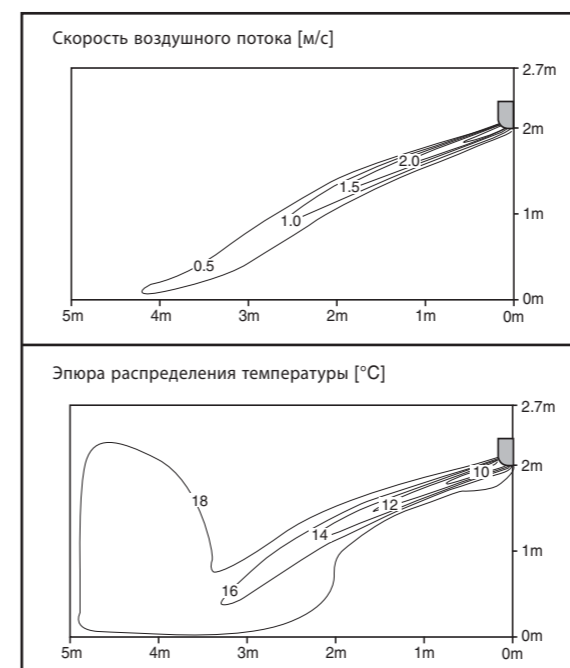 Скорость воздушного потока [м/с]
2.7m
2m
2.0
1.5
1.0
1m
0.5
0m
5m 4m 3m 2m 1m 0m
Эпюра распределения температуры [°C]
2.7m
2m
10
18
12
14
1m
16
0m
5m 4m 3m 2m 1m 0m